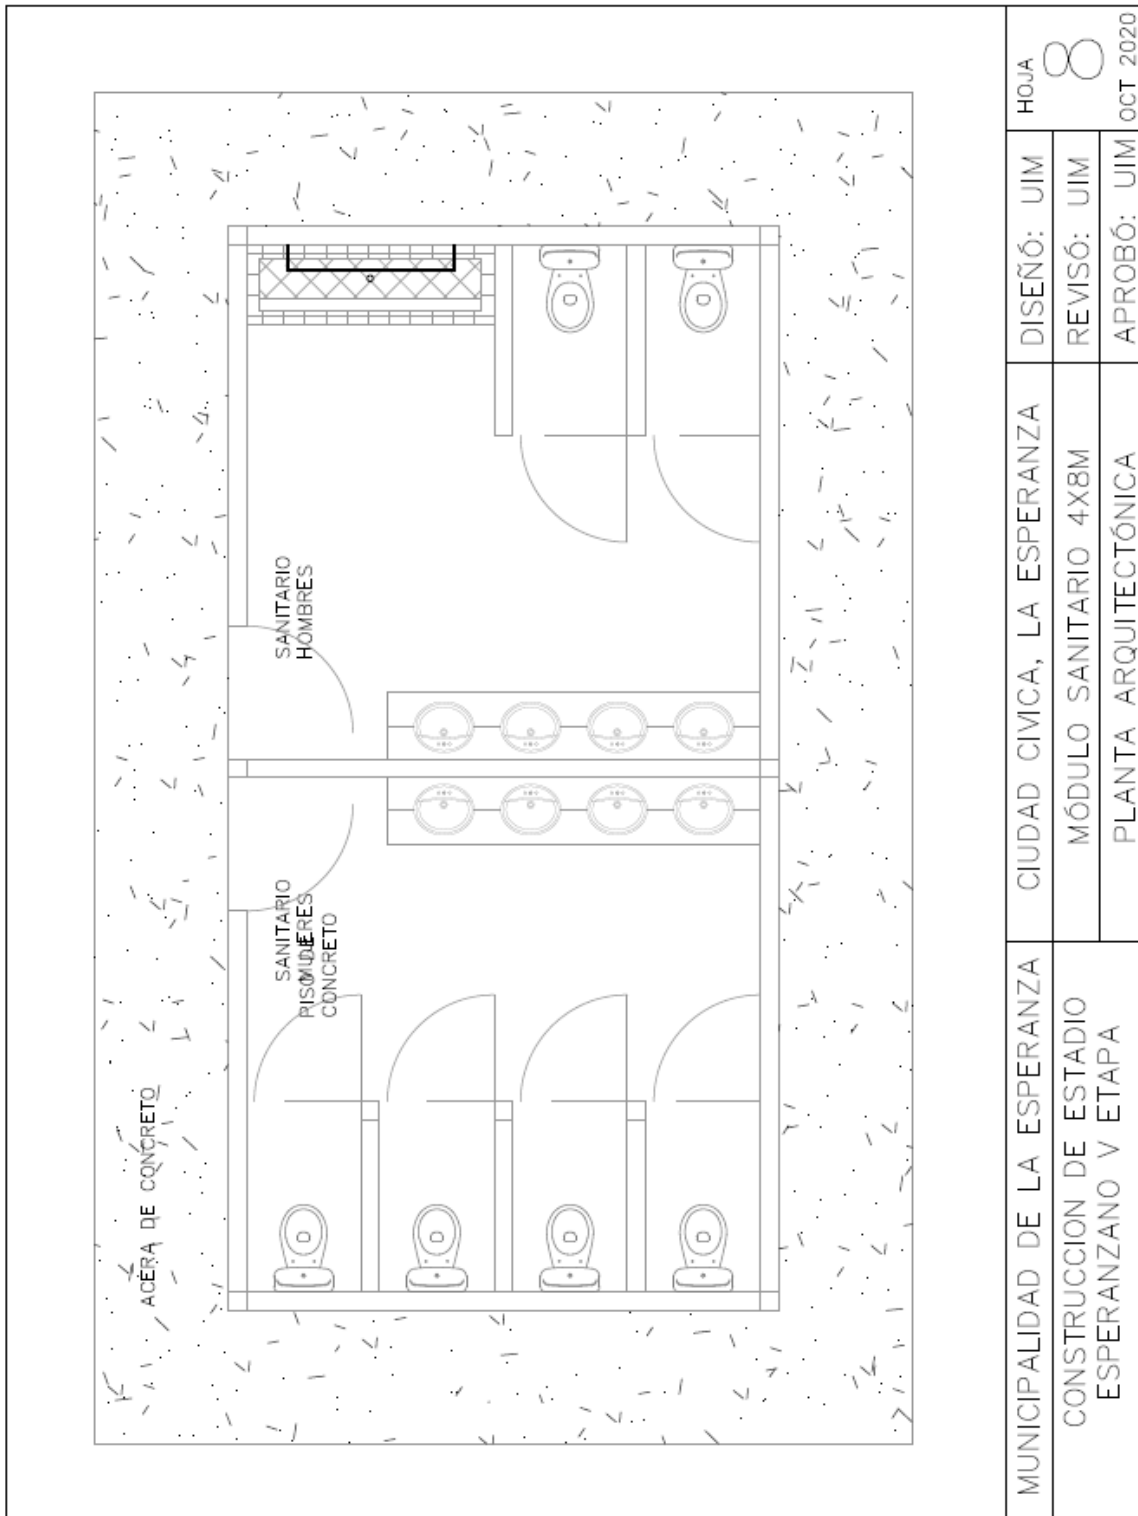 ACERA DE CONCRETO
SANITARIO
MUJERES
PISO DE
CONCRETO
SANITARIO
HOMBRES
MUNICIPALIDAD DE LA ESPERANZA
CONSTRUCCION DE ESTADIO
ESPERANZANO V ETAPA
CIUDAD CIVICA, LA ESPERANZA
MÓDULO SANITARIO 4X8M
PLANTA ARQUITECTÓNICA
DISEÑÓ: UIM
REVISÓ: UIM
APROBÓ: UIM
HOJA
8
OCT 2020